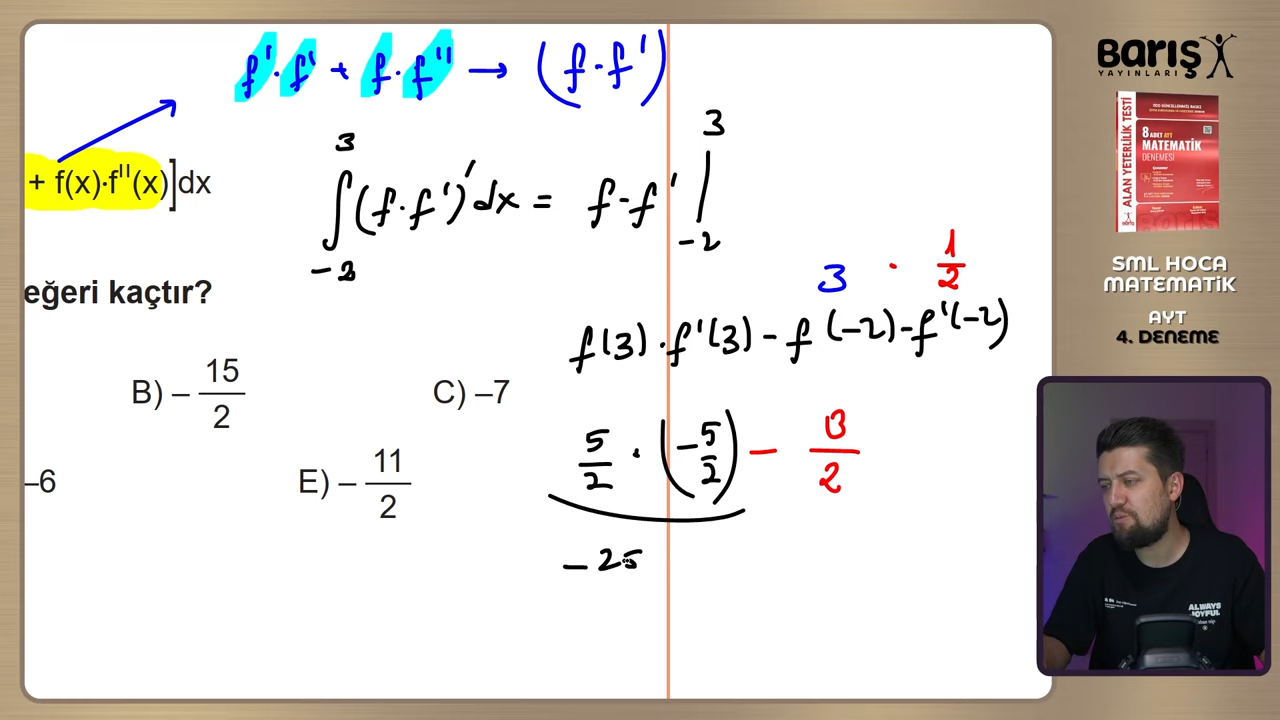 f'·f' + f·f'' → (f·f')
+ f(x)·f''(x)]dx
3
∫(f·f')'dx = f·f' |
-2
3
-2
3 · 1/2
eğeri kaçtır?
f(3)·f'(3) - f(-2)-f'(-2)
B) – 15/2
C) –7
5/2 · (-5/2) - 3/2
–6
E) – 11/2
- 25
BARIŞ
YAYINLARI
ALAN YETERLİLİK TESTİ
8 ADET AYT
MATEMATİK
DENEMESİ
SML HOCA
MATEMATİK
AYT
4. DENEME
ALWAYS
JOYFUL